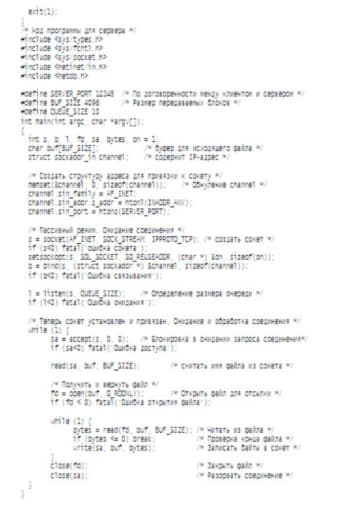 exit(1);
}
/* Код программы для сервера */
#include <sys/types.h>
#include <sys/fcntl.h>
#include <sys/socket.h>
#include <netinet/in.h>
#include <netdb.h>
#define SERVER_PORT 12345 /* По договоренности между клиентом и сервером */
#define BUF_SIZE 4096 /* Размер передаваемых блоков */
#define QUEUE_SIZE 10
int main(int argc, char *argv[])
{
int s, b, l, fd, sa, bytes, on = 1;
char buf[BUF_SIZE]; /* буфер для исходящего файла */
struct sockaddr_in channel; /* содержит IP-адрес */
/* Создать структуру адреса для привязки к сокету */
memset(&channel, 0, sizeof(channel)); /* Обнуление channel */
channel.sin_family = AF_INET;
channel.sin_addr.s_addr = htonl(INADDR_ANY);
channel.sin_port = htons(SERVER_PORT);
/* Пассивный режим. Ожидание соединения */
s = socket(AF_INET, SOCK_STREAM, IPPROTO_TCP); /* создать сокет */
if (s<0) fatal("ошибка сокета");
setsockopt(s, SOL_SOCKET, SO_REUSEADDR, (char *) &on, sizeof(on));
b = bind(s, (struct sockaddr *) &channel, sizeof(channel));
if (b<0) fatal("Ошибка связывания");
l = listen(s, QUEUE_SIZE); /* Определение размера очереди */
if (l<0) fatal("Ошибка ожидания");
/* Теперь сокет установлен и привязан. Ожидание и обработка соединения */
while (1) {
sa = accept(s, 0, 0); /* Блокировка в ожидании запроса соединения*/
if (sa<0) fatal("Ошибка доступа");
read(sa, buf, BUF_SIZE); /* считать имя файла из сокета */
/* Получить и вернуть файл */
fd = open(buf, O_RDONLY); /* Открыть файл для отсылки */
if (fd < 0) fatal("Ошибка открытия файла");
while (1) {
bytes = read(fd, buf, BUF_SIZE); /* Читать из файла */
if (bytes <= 0) break; /* Проверка конца файла */
write(sa, buf, bytes); /* Записать байты в сокет */
}
close(fd); /* Закрыть файл */
close(sa); /* Разорвать соединение */
}
}